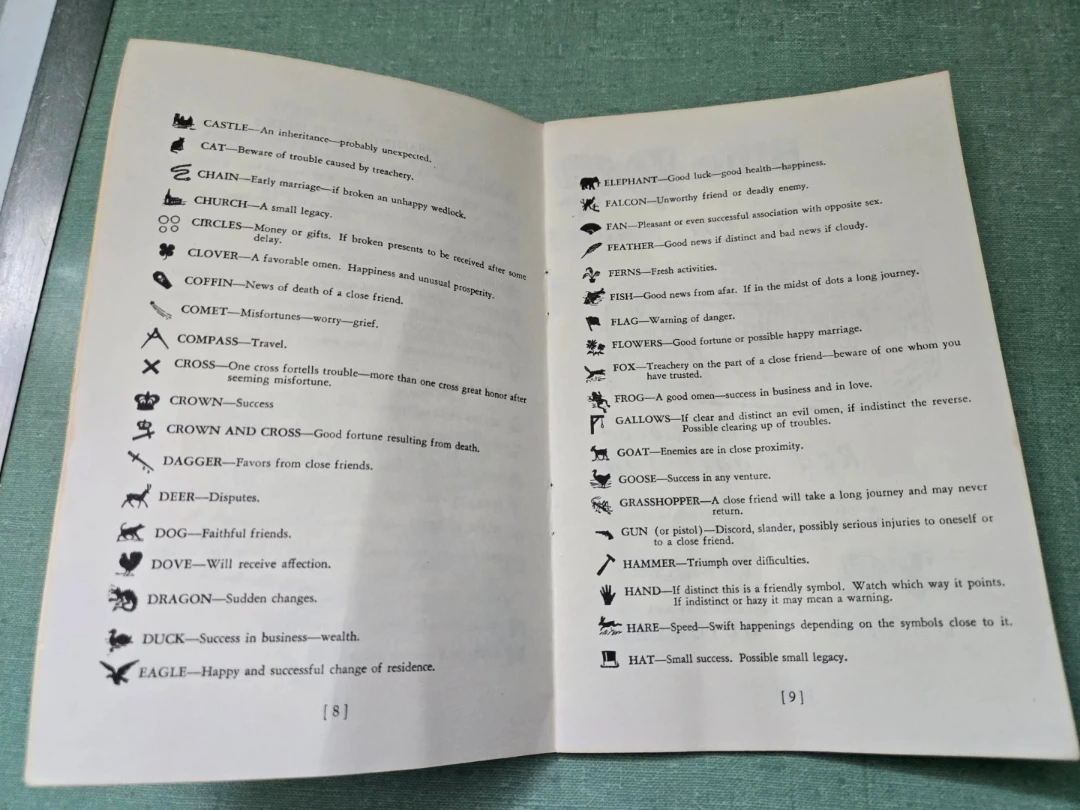 CASTLE—An inheritance—probably unexpected.
CAT—Beware of trouble caused by treachery.
CHAIN—Early marriage—if broken an unhappy wedlock.
CHURCH—A small legacy.
CIRCLES—Money or gifts. If broken presents to be received after some
delay.
CLOVER—A favorable omen. Happiness and unusual prosperity.
COFFIN—News of death of a close friend.
COMET—Misfortunes—worry—grief.
COMPASS—Travel.
CROSS—One cross fortells trouble—more than one cross great honor after
seeming misfortune.
CROWN—Success
CROWN AND CROSS—Good fortune resulting from death.
DAGGER—Favors from close friends.
DEER—Disputes.
DOG—Faithful friends.
DOVE—Will receive affection.
DRAGON—Sudden changes.
DUCK—Success in business—wealth.
EAGLE—Happy and successful change of residence.
[ 8 ]
ELEPHANT—Good luck—good health—happiness.
FALCON—Unworthy friend or deadly enemy.
FAN—Pleasant or even successful association with opposite sex.
FEATHER—Good news if distinct and bad news if cloudy.
FERNS—Fresh activities.
FISH—Good news from afar. If in the midst of dots a long journey.
FLAG—Warning of danger.
FLOWERS—Good fortune or possible happy marriage.
FOX—Treachery on the part of a close friend—beware of one whom you
have trusted.
FROG—A good omen—success in business and in love.
GALLOWS—If clear and distinct an evil omen, if indistinct the reverse.
Possible clearing up of troubles.
GOAT—Enemies are in close proximity.
GOOSE—Success in any venture.
GRASSHOPPER—A close friend will take a long journey and may never
return.
GUN (or pistol)—Discord, slander, possibly serious injuries to oneself or
to a close friend.
HAMMER—Triumph over difficulties.
HAND—If distinct this is a friendly symbol. Watch which way it points.
If indistinct or hazy it may mean a warning.
HARE—Speed—Swift happenings depending on the symbols close to it.
HAT—Small success. Possible small legacy.
[ 9 ]